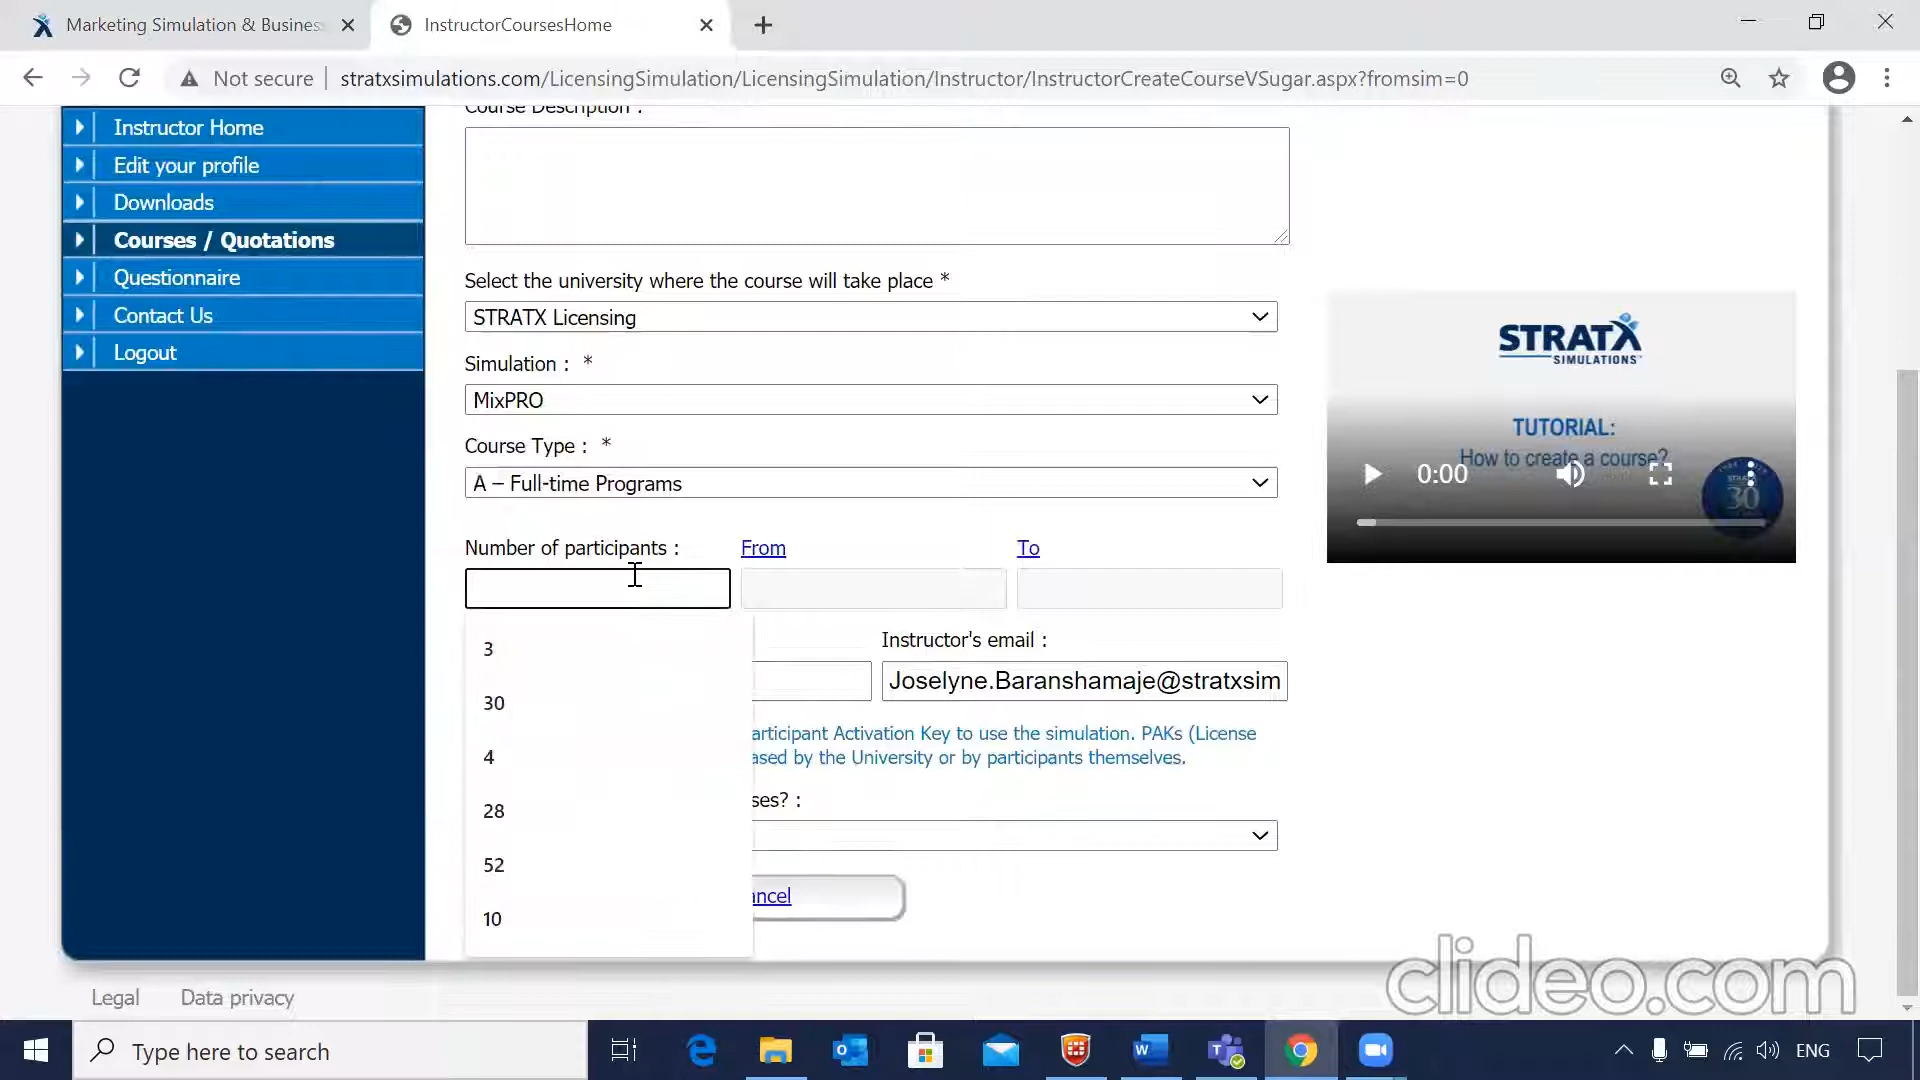 Marketing Simulation & Busines
InstructorCoursesHome
Not secure
stratxsimulations.com/LicensingSimulation/LicensingSimulation/Instructor/InstructorCreateCourseVSugar.aspx?fromsim=0
Instructor Home
Edit your profile
Downloads
Courses / Quotations
Questionnaire
Contact Us
Logout
Course Description :
Select the university where the course will take place *
STRATX Licensing
Simulation : *
MixPRO
Course Type : *
A – Full-time Programs
Number of participants :
From
To
3
30
4
28
52
10
Instructor's email :
Joselyne.Baranshamaje@stratxsim
articipant Activation Key to use the simulation. PAKs (License
ased by the University or by participants themselves.
ses? :
ancel
STRATX
SIMULATIONS
TUTORIAL:
How to create a course?
0:00
STRATX
30
Legal
Data privacy
clideo.com
Type here to search
ENG